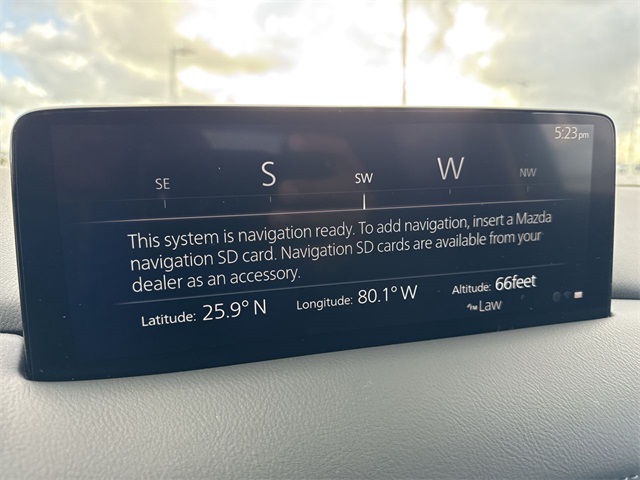 5:23pm
SE S SW W NW
This system is navigation ready. To add navigation, insert a Mazda
navigation SD card. Navigation SD cards are available from your
dealer as an accessory.
Latitude: 25.9° N Longitude: 80.1° W Altitude: 66feet
Law